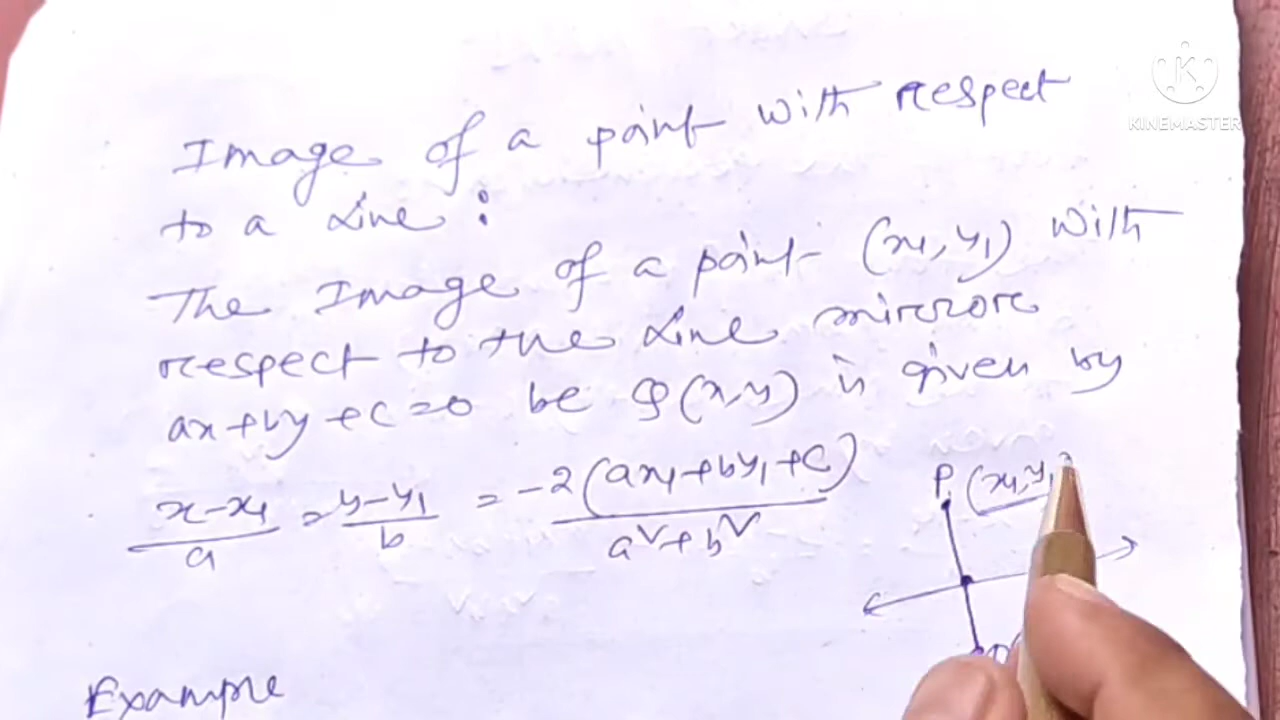 KINEMASTER
Image of a point with respect
to a Line :
The Image of a point (x₁, y₁) with
respect to the Line mirrore
ax+by+c=0 be Q(x,y) is given by
x-x₁/a = y-y₁/b = -2(ax₁+by₁+c)/a²+b²
P (x₁,y₁
Example